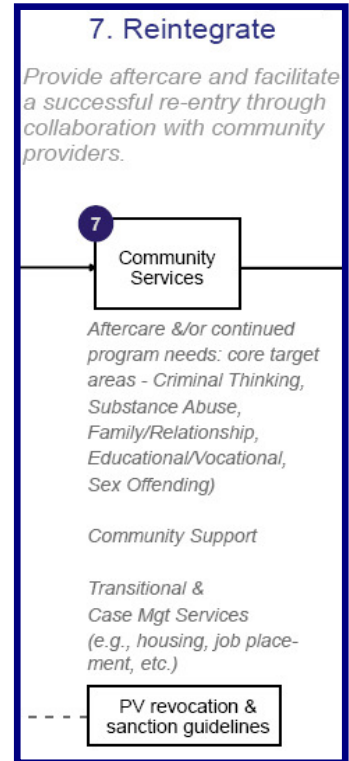 7. Reintegrate
Provide aftercare and facilitate
a successful re-entry through
collaboration with community
providers.
7
Community
Services
Aftercare &/or continued
program needs: core target
areas - Criminal Thinking,
Substance Abuse,
Family/Relationship,
Educational/Vocational,
Sex Offending)
Community Support
Transitional &
Case Mgt Services
(e.g., housing, job place-
ment, etc.)
PV revocation &
sanction guidelines